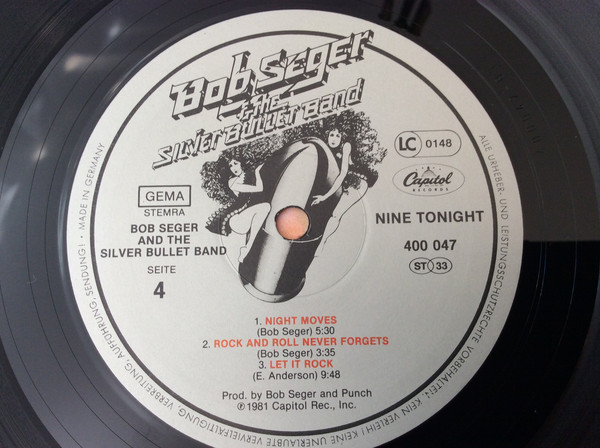 Bob Seger
& The
Silver Bullet Band
LC 0148
GEMA
STEMRA
Capitol
RECORDS
BOB SEGER
AND THE
SILVER BULLET BAND
SEITE
4
NINE TONIGHT
400 047
ST 33
1. NIGHT MOVES
(Bob Seger) 5:30
2. ROCK AND ROLL NEVER FORGETS
(Bob Seger) 3:35
3. LET IT ROCK
(E. Anderson) 9:48
Prod. by Bob Seger and Punch
℗1981 Capitol Rec., Inc.
ALLE URHEBER- UND LEISTUNGSSCHUTZRECHTE VORBEHALTEN. KEIN VERLEIH! KEINE UNERLAUBTE VERVIELFÄLTIGUNG, VERBREITUNG, AUFFÜHRUNG, SENDUNG! • MADE IN GERMANY